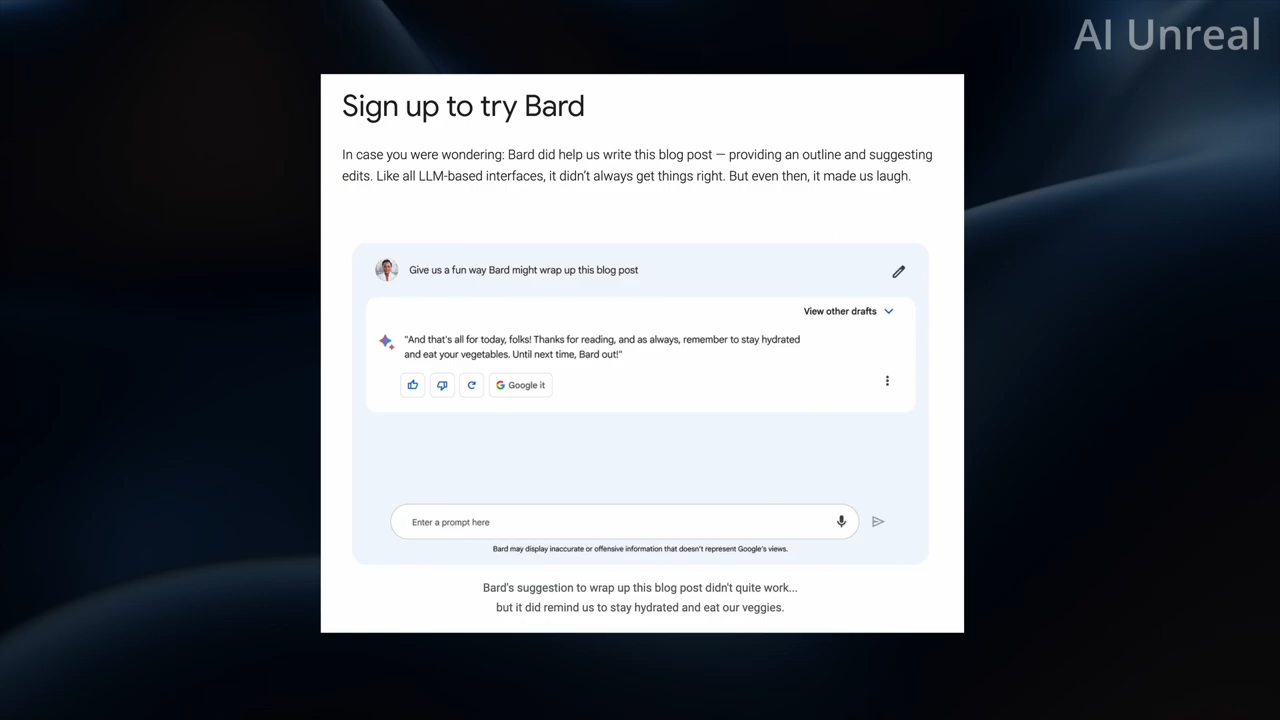 AI Unreal
Sign up to try Bard
In case you were wondering: Bard did help us write this blog post — providing an outline and suggesting
edits. Like all LLM-based interfaces, it didn't always get things right. But even then, it made us laugh.
Give us a fun way Bard might wrap up this blog post
View other drafts
"And that's all for today, folks! Thanks for reading, and as always, remember to stay hydrated
and eat your vegetables. Until next time, Bard out!"
Google it
Enter a prompt here
Bard may display inaccurate or offensive information that doesn't represent Google's views.
Bard's suggestion to wrap up this blog post didn't quite work...
but it did remind us to stay hydrated and eat our veggies.